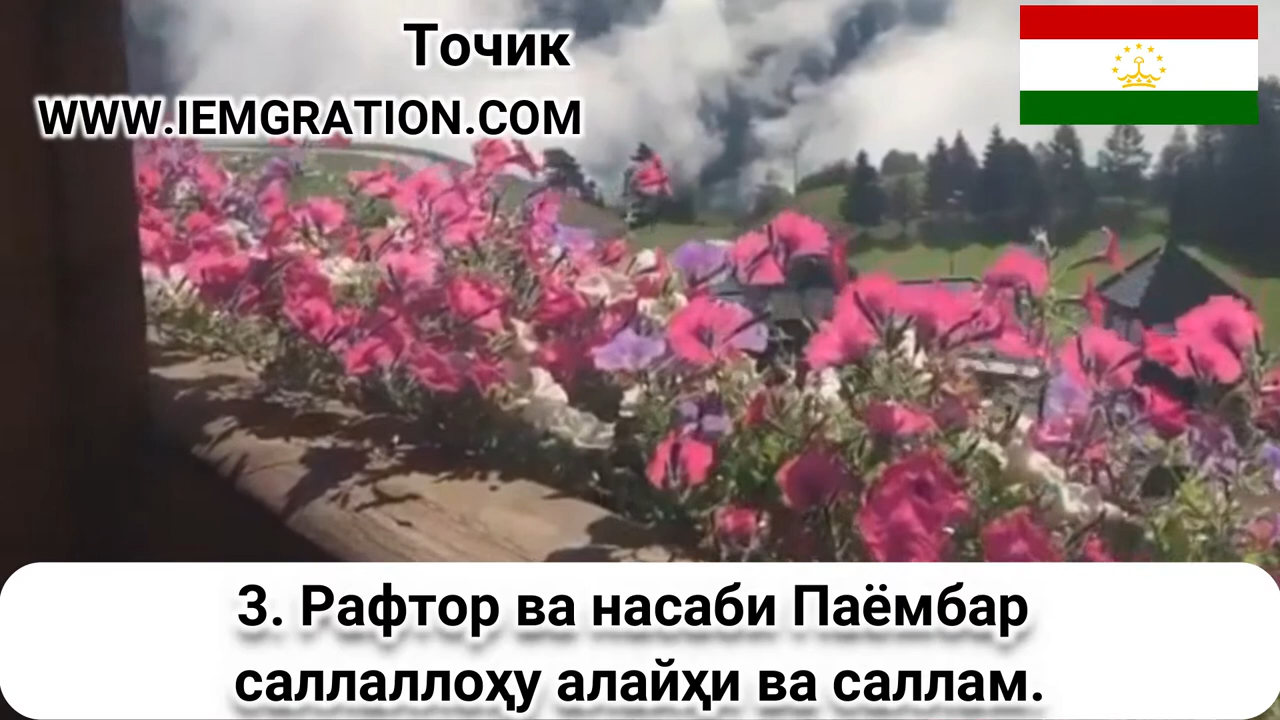 Точик
WWW.IEMGRATION.COM
3. Рафтор ва насаби Паёмбар
саллаллоҳу алайҳи ва саллам.